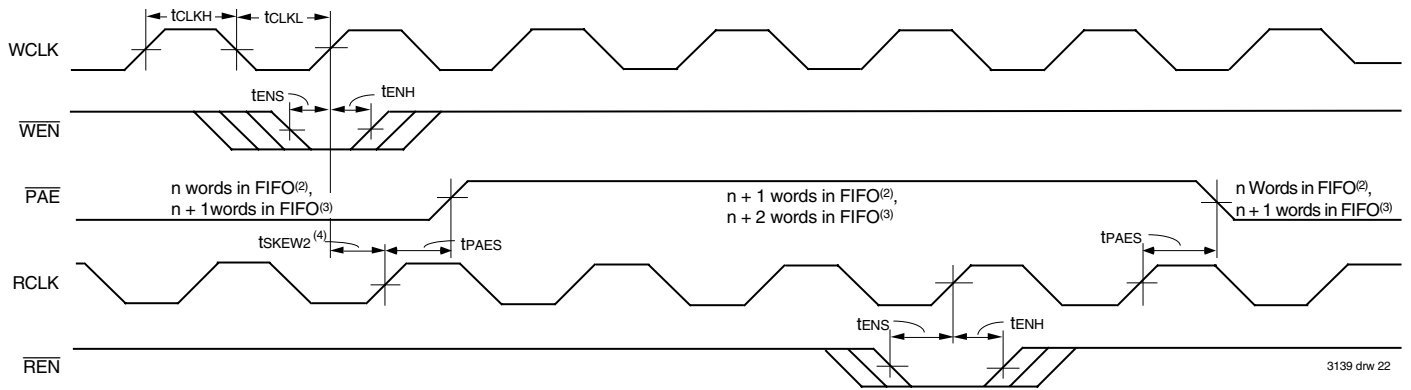 tCLKH
tCLKL
WCLK
tENS
tENH
WEN
PAE
n words in FIFO(2),
n + 1words in FIFO(3)
n + 1 words in FIFO(2),
n + 2 words in FIFO(3)
n Words in FIFO(2),
n + 1 words in FIFO(3)
tSKEW2 (4)
tPAES
tPAES
RCLK
tENS
tENH
REN
3139 drw 22